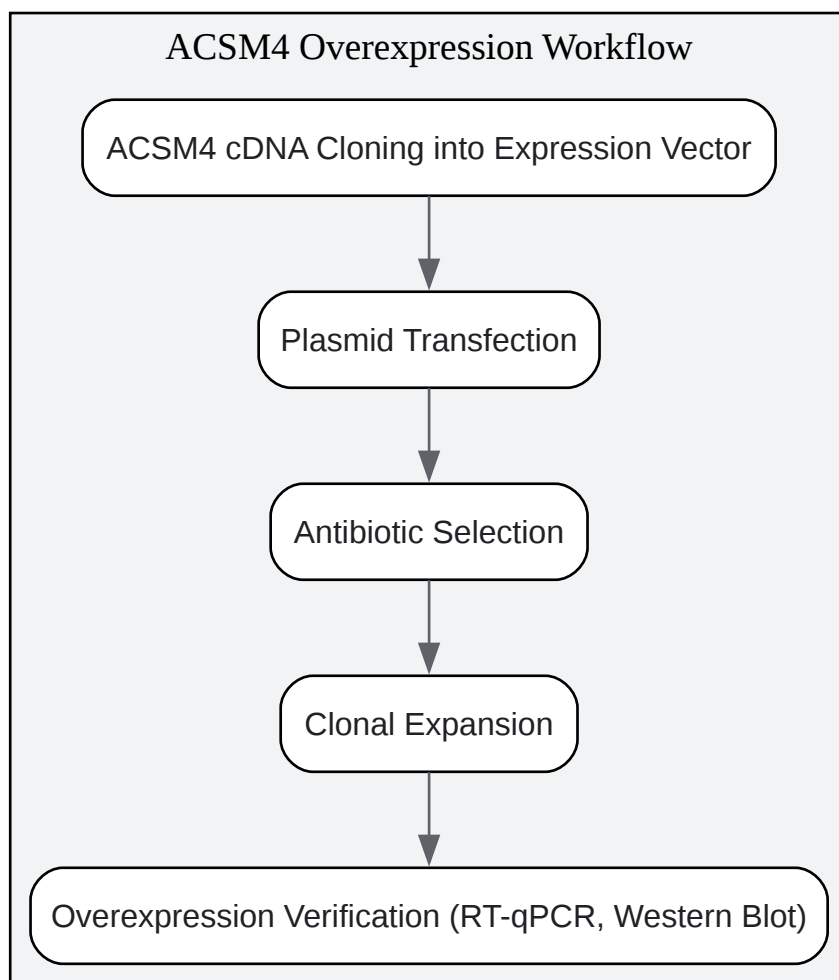 ACSM4 Overexpression Workflow
ACSM4 cDNA Cloning into Expression Vector
Plasmid Transfection
Antibiotic Selection
Clonal Expansion
Overexpression Verification (RT-qPCR, Western Blot)